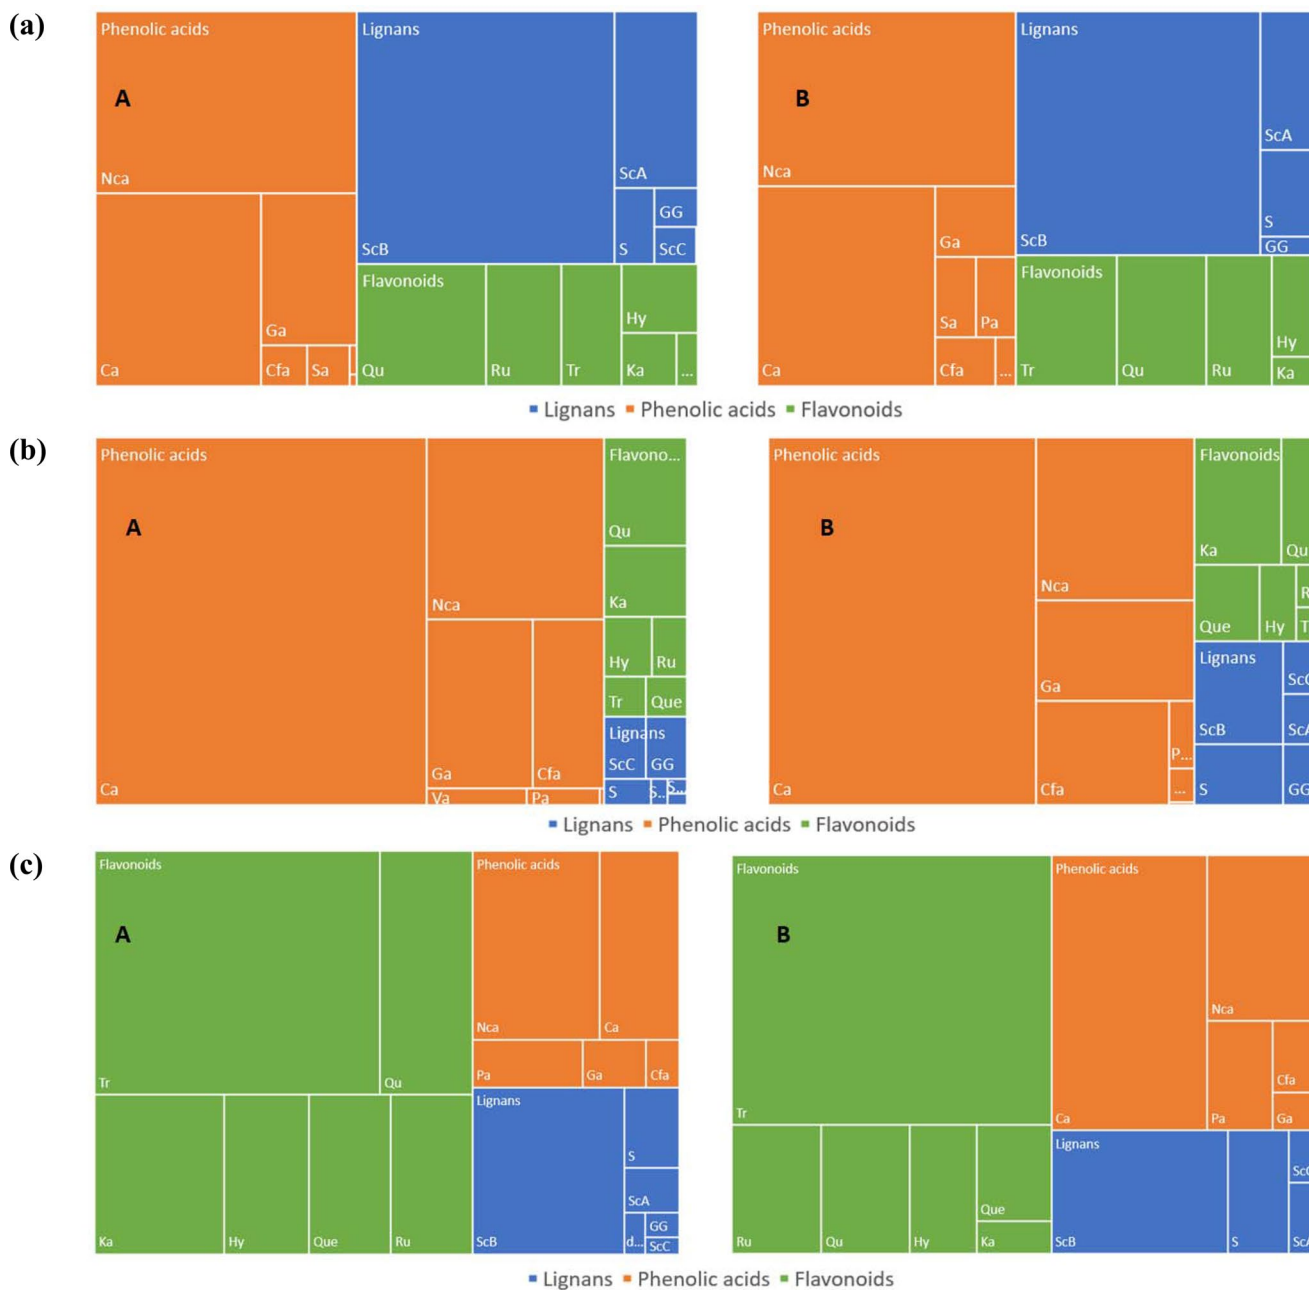 (a)
Phenolic acids
A
Nca
Ca
Ga
Cfa
Sa
Lignans
ScB
ScA
S
GG
ScC
Flavonoids
Qu
Ru
Tr
Hy
Ka
...
Phenolic acids
B
Nca
Ca
Ga
Sa
Pa
Cfa
...
Lignans
ScB
ScA
S
GG
Flavonoids
Tr
Qu
Ru
Hy
Ka
Lignans Phenolic acids Flavonoids
(b)
Phenolic acids
A
Ca
Nca
Ga
Cfa
Va
Pa
Flavono...
Qu
Ka
Hy
Ru
Tr
Que
Lignans
ScC
GG
S
S...
S...
Phenolic acids
B
Ca
Nca
Ga
Cfa
P...
...
Flavonoids
Ka
Qu
Que
Hy
R
T
Lignans
ScB
ScC
ScA
S
GG
Lignans Phenolic acids Flavonoids
(c)
Flavonoids
A
Tr
Qu
Ka
Hy
Que
Ru
Phenolic acids
Nca
Ca
Pa
Ga
Cfa
Lignans
ScB
S
ScA
d...
GG
ScC
Flavonoids
B
Tr
Ru
Qu
Hy
Que
Ka
Phenolic acids
Ca
Nca
Pa
Cfa
Ga
Lignans
ScB
S
ScC
ScA
Lignans Phenolic acids Flavonoids